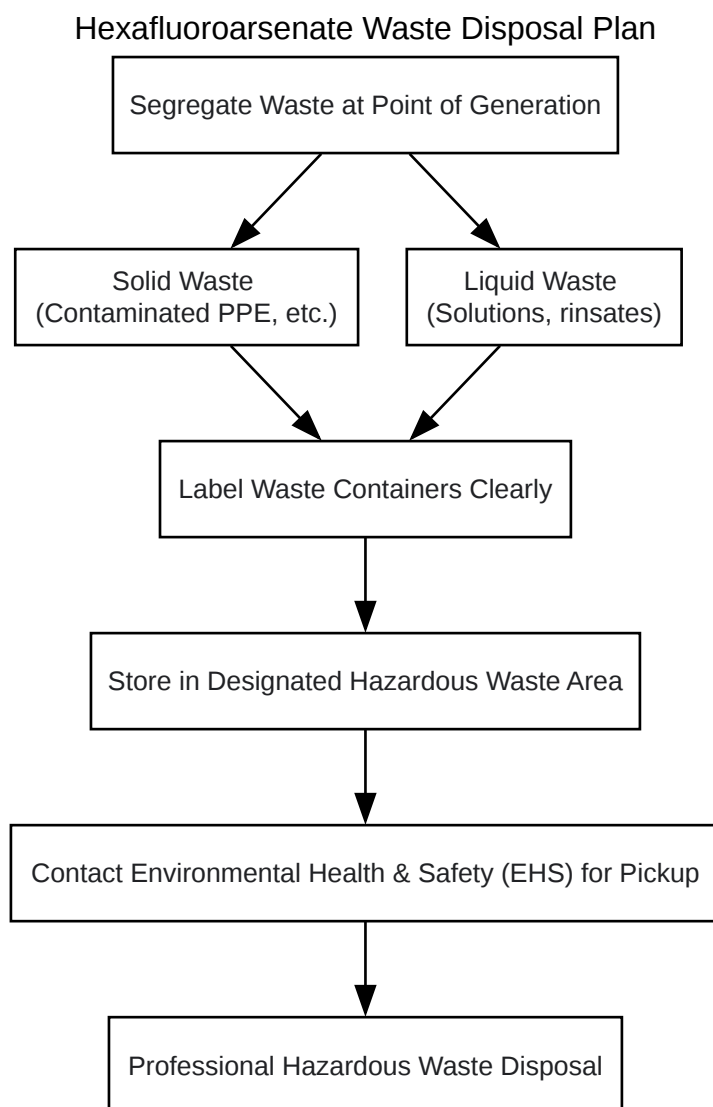 Hexafluoroarsenate Waste Disposal Plan
Segregate Waste at Point of Generation
Solid Waste
(Contaminated PPE, etc.)
Liquid Waste
(Solutions, rinsates)
Label Waste Containers Clearly
Store in Designated Hazardous Waste Area
Contact Environmental Health & Safety (EHS) for Pickup
Professional Hazardous Waste Disposal